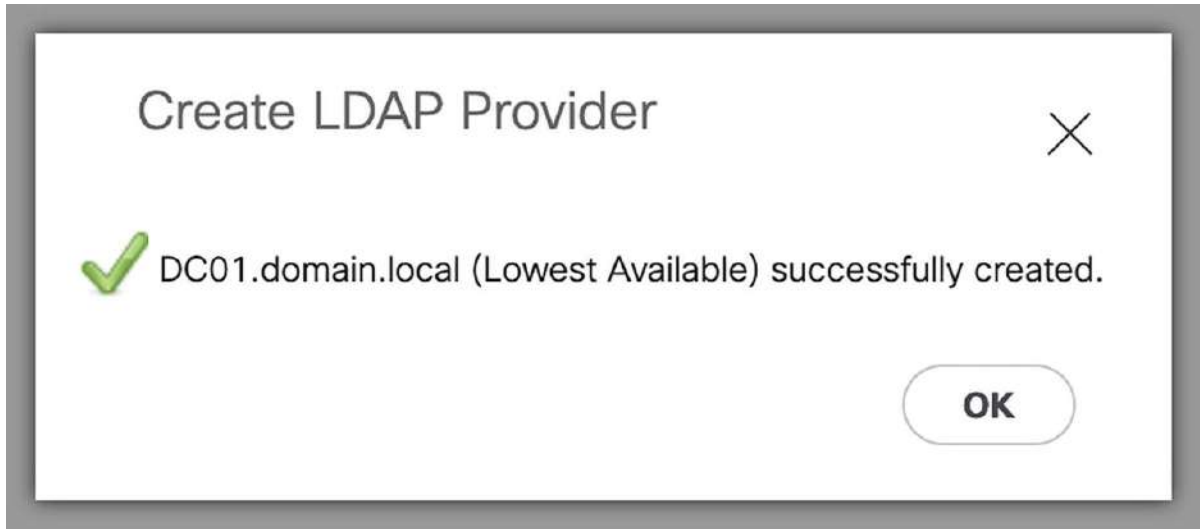 Create LDAP Provider
DC01.domain.local (Lowest Available) successfully created.
OK